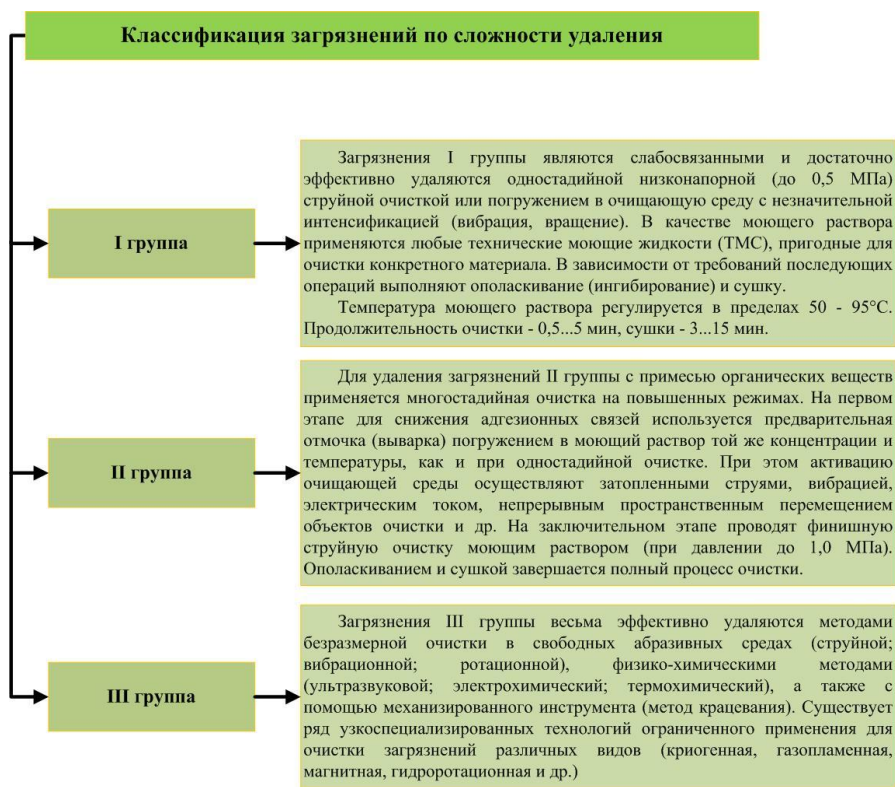 Классификация загрязнений по сложности удаления
I группа
Загрязнения I группы являются слабосвязанными и достаточно
эффективно удаляются одностадийной низконапорной (до 0,5 МПа)
струйной очисткой или погружением в очищающую среду с незначительной
интенсификацией (вибрация, вращение). В качестве моющего раствора
применяются любые технические моющие жидкости (ТМС), пригодные для
очистки конкретного материала. В зависимости от требований последующих
операций выполняют ополаскивание (ингибирование) и сушку.
Температура моющего раствора регулируется в пределах 50 - 95°С.
Продолжительность очистки - 0,5...5 мин, сушки - 3...15 мин.
II группа
Для удаления загрязнений II группы с примесью органических веществ
применяется многостадийная очистка на повышенных режимах. На первом
этапе для снижения адгезионных связей используется предварительная
отмочка (выварка) погружением в моющий раствор той же концентрации и
температуры, как и при одностадийной очистке. При этом активацию
очищающей среды осуществляют затопленными струями, вибрацией,
электрическим током, непрерывным пространственным перемещением
объектов очистки и др. На заключительном этапе проводят финишную
струйную очистку моющим раствором (при давлении до 1,0 МПа).
Ополаскиванием и сушкой завершается полный процесс очистки.
III группа
Загрязнения III группы весьма эффективно удаляются методами
безразмерной очистки в свободных абразивных средах (струйной;
вибрационной; ротационной), физико-химическими методами
(ультразвуковой; электрохимический; термохимический), а также с
помощью механизированного инструмента (метод крацевания). Существует
ряд узкоспециализированных технологий ограниченного применения для
очистки загрязнений различных видов (криогенная, газопламенная,
магнитная, гидроротационная и др.)